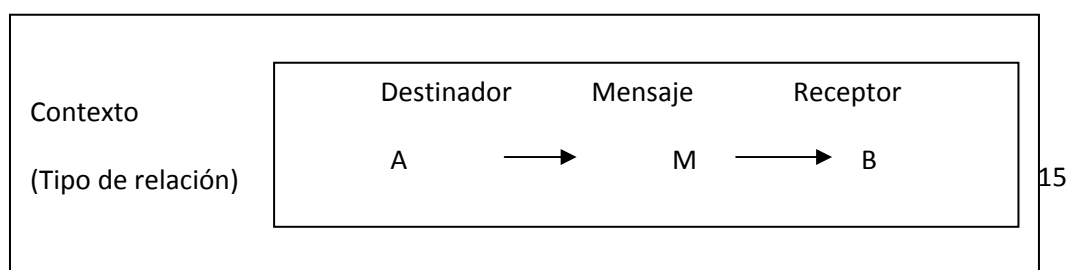 Destinador Mensaje Receptor
Contexto
A M B
(Tipo de relación)
15